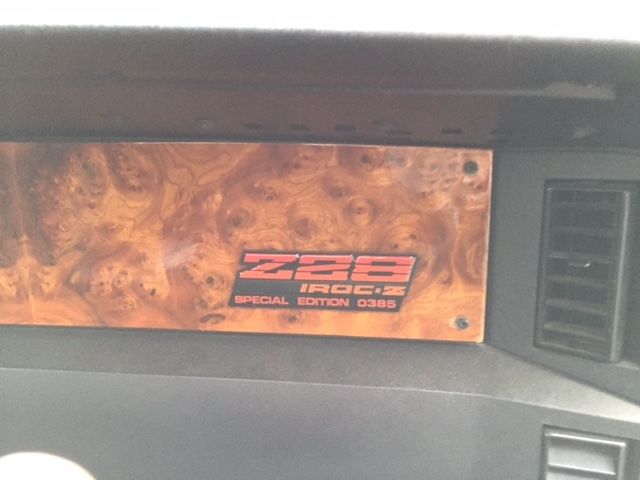 Z28
IROC-Z
SPECIAL EDITION 0385